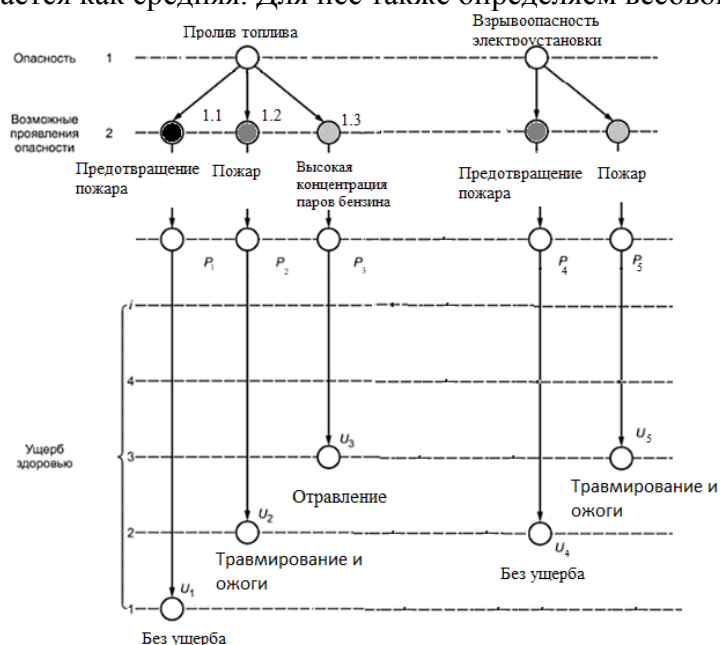 ается как средняя. Для нее также определяем весовой
Пролив топлива
Взрывоопасность
электроустановки
Опасность 1
Возможные
проявления 2
опасности
1.1 1.2 1.3
Предотвращение
пожара
Пожар
Высокая
концентрация
паров бензина
Предотвращение
пожара
Пожар
P1 P2 P3 P4 P5
i
4
Ущерб
здоровью
3
U3
U5
Отравление
Травмирование и
ожоги
2
U2
U4
Травмирование и
ожоги
Без ущерба
1
U1
Без ущерба